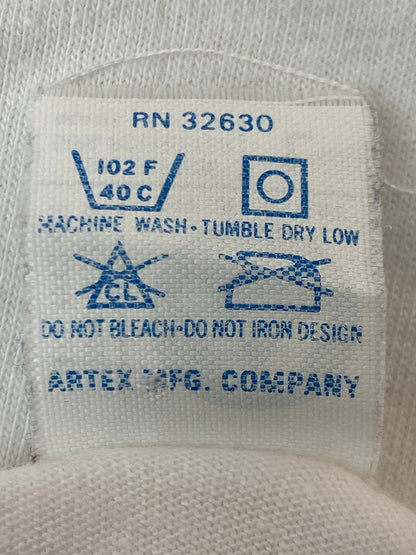 RN 32630
102 F
40 C
MACHINE WASH · TUMBLE DRY LOW
CL
DO NOT BLEACH · DO NOT IRON DESIGN
ARTEX MFG. COMPANY